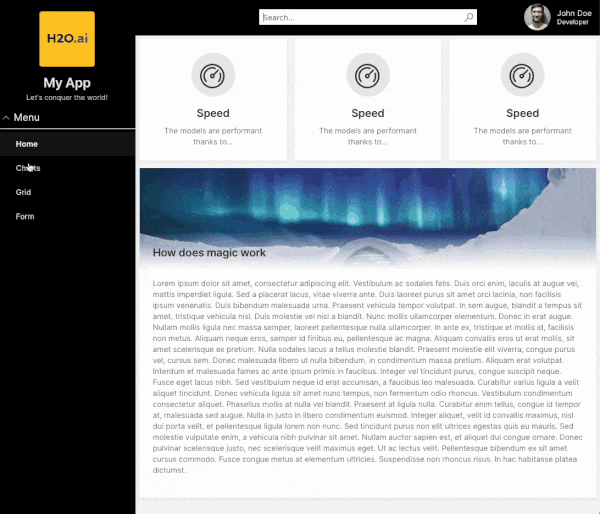 H2O.ai
My App
Let's conquer the world!
Menu
Home
Charts
Grid
Form
Search...
John Doe
Developer
Speed
The models are performant
thanks to...
Speed
The models are performant
thanks to...
Speed
The models are performant
thanks to...
How does magic work
Lorem ipsum dolor sit amet, consectetur adipiscing elit. Vestibulum ac sodales felis. Duis orci enim, iaculis at augue vel,
mattis imperdiet ligula. Sed a placerat lacus, vitae viverra ante. Duis laoreet purus sit amet orci lacinia, non facilisis
ipsum venenatis. Duis bibendum malesuada urna. Praesent vehicula tempor volutpat. In sem augue, blandit a tempus sit
amet, tristique vehicula nisl. Duis molestie vel nisl a blandit. Nunc mollis ullamcorper elementum. Donec in erat augue.
Nullam mollis ligula nec massa semper, laoreet pellentesque nulla ullamcorper. In ante ex, tristique et mollis id, facilisis
non metus. Aliquam neque eros, semper id finibus eu, pellentesque ac magna. Aliquam convallis eros ut erat mollis, sit
amet scelerisque ex pretium. Nulla sodales lacus a tellus molestie blandit. Praesent molestie elit viverra, congue purus
vel, cursus sem. Donec malesuada libero ut nulla bibendum, in condimentum massa pretium. Aliquam erat volutpat.
Interdum et malesuada fames ac ante ipsum primis in faucibus. Integer vel tincidunt purus, congue suscipit neque.
Fusce eget lacus nibh. Sed vestibulum neque id erat accumsan, a faucibus leo malesuada. Curabitur varius ligula a velit
aliquet tincidunt. Donec vehicula ligula sit amet nunc tempus, non fermentum odio rhoncus. Vestibulum condimentum
consectetur aliquet. Phasellus mollis at nulla vel blandit. Praesent at ligula nulla. Curabitur enim tellus, congue id tempor
at, malesuada sed augue. Nulla in justo in libero condimentum euismod. Integer aliquet, velit id convallis maximus, nisl
dui porta velit, et pellentesque ligula lorem non nunc. Sed tincidunt purus non elit ultrices egestas quis eu mauris. Sed
molestie vulputate enim, a vehicula nibh pulvinar sit amet. Nullam auctor sapien est, et aliquet dui congue ornare. Donec
pulvinar scelerisque justo, nec scelerisque velit maximus eget. Ut ac lectus velit. Pellentesque bibendum ex sit amet
cursus commodo. Fusce congue metus at elementum ultricies. Suspendisse non rhoncus risus. In hac habitasse platea
dictumst.